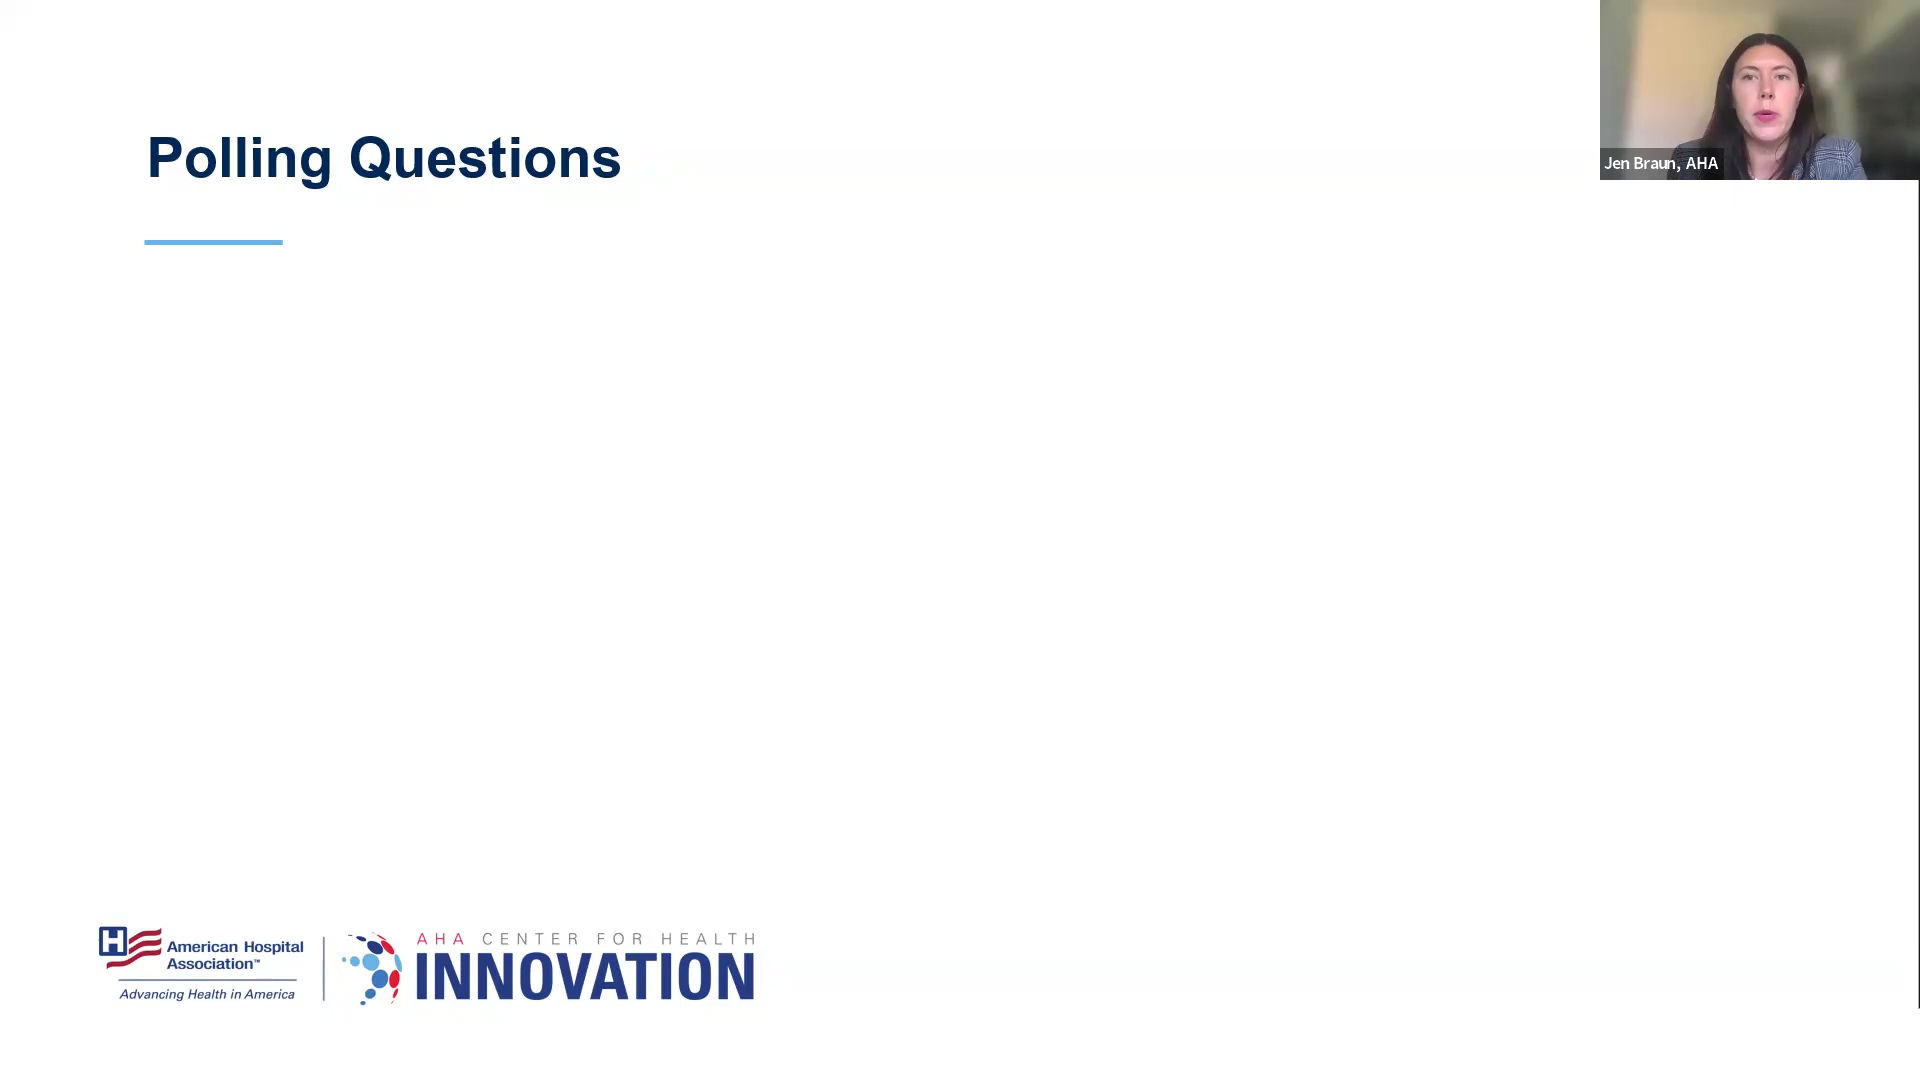 Polling Questions
Jen Braun, AHA
H
American Hospital
Association™
Advancing Health in America
AHA CENTER FOR HEALTH
INNOVATION